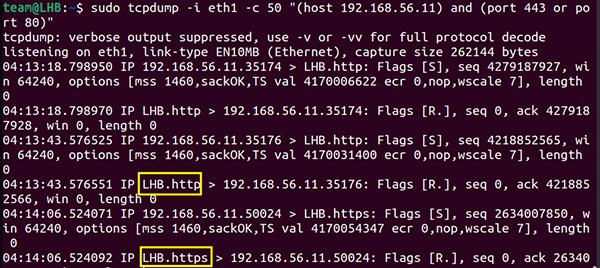 team@LHB:~$ sudo tcpdump -i eth1 -c 50 "(host 192.168.56.11) and (port 443 or po
rt 80)"
tcpdump: verbose output suppressed, use -v or -vv for full protocol decode
listening on eth1, link-type EN10MB (Ethernet), capture size 262144 bytes
04:13:18.798950 IP 192.168.56.11.35174 > LHB.http: Flags [S], seq 4279187927, wi
n 64240, options [mss 1460,sackOK,TS val 4170006622 ecr 0,nop,wscale 7], length
0
04:13:18.798970 IP LHB.http > 192.168.56.11.35174: Flags [R.], seq 0, ack 427918
7928, win 0, length 0
04:13:43.576525 IP 192.168.56.11.35176 > LHB.http: Flags [S], seq 4218852565, wi
n 64240, options [mss 1460,sackOK,TS val 4170031400 ecr 0,nop,wscale 7], length
0
04:13:43.576551 IP LHB.http > 192.168.56.11.35176: Flags [R.], seq 0, ack 421885
2566, win 0, length 0
04:14:06.524071 IP 192.168.56.11.50024 > LHB.https: Flags [S], seq 2634007850, w
in 64240, options [mss 1460,sackOK,TS val 4170054347 ecr 0,nop,wscale 7], length
0
04:14:06.524092 IP LHB.https > 192.168.56.11.50024: Flags [R.], seq 0, ack 26340